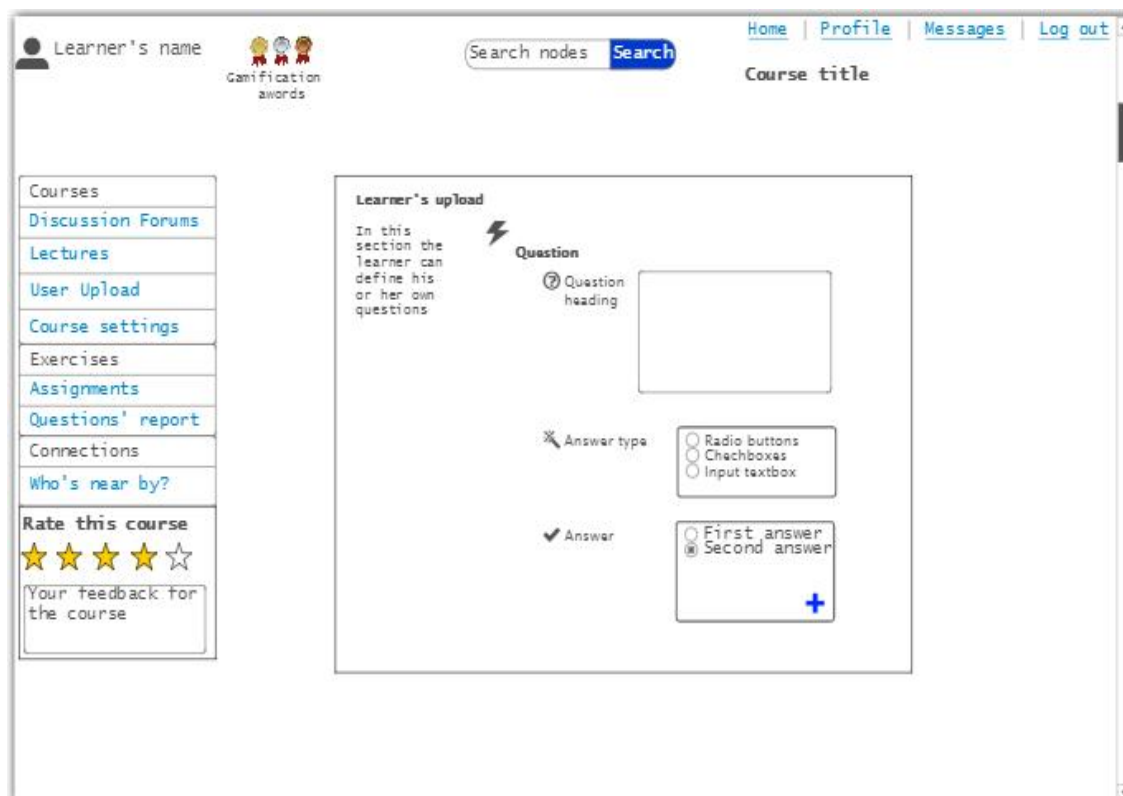 Learner's name
Gamification
awords
Search nodes Search
Home | Profile | Messages | Log out
Course title
Courses
Discussion Forums
Lectures
User Upload
Course settings
Exercises
Assignments
Questions' report
Connections
Who's near by?
Rate this course
Your feedback for
the course
Learner's upload
In this
section the
learner can
define his
or her own
questions
Question
Question
heading
Answer type
Radio buttons
Chechboxes
Input textbox
Answer
First answer
Second answer